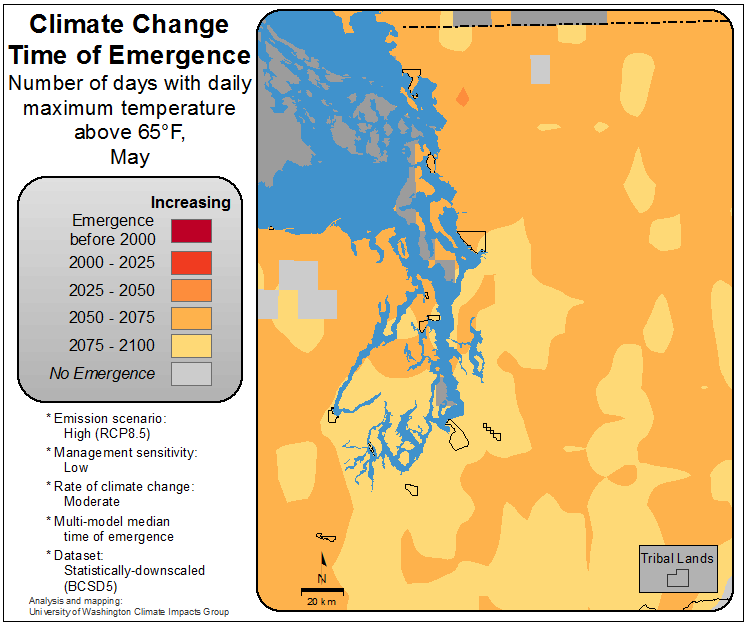 Climate Change
Time of Emergence
Number of days with daily
maximum temperature
above 65°F,
May
Increasing
Emergence
before 2000
2000 - 2025
2025 - 2050
2050 - 2075
2075 - 2100
No Emergence
* Emission scenario:
High (RCP8.5)
* Management sensitivity:
Low
* Rate of climate change:
Moderate
* Multi-model median
time of emergence
* Dataset:
Statistically-downscaled
(BCSD5)
Analysis and mapping:
University of Washington Climate Impacts Group
N
20 km
Tribal Lands